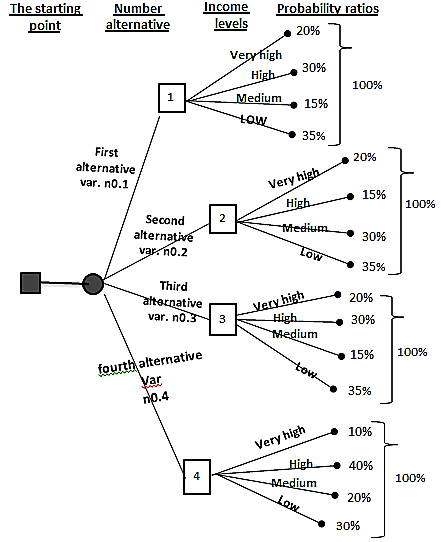 The starting point
Number alternative
Income levels
Probability ratios
1
First alternative var. n0.1
Very high
High
Medium
LOW
20%
30%
15%
35%
100%
2
Second alternative var. n0.2
Very high
High
Medium
Low
20%
15%
30%
35%
100%
3
Third alternative var. n0.3
Very high
High
Medium
Low
20%
30%
15%
35%
100%
4
fourth alternative Var n0.4
Very high
High
Medium
Low
10%
40%
20%
30%
100%